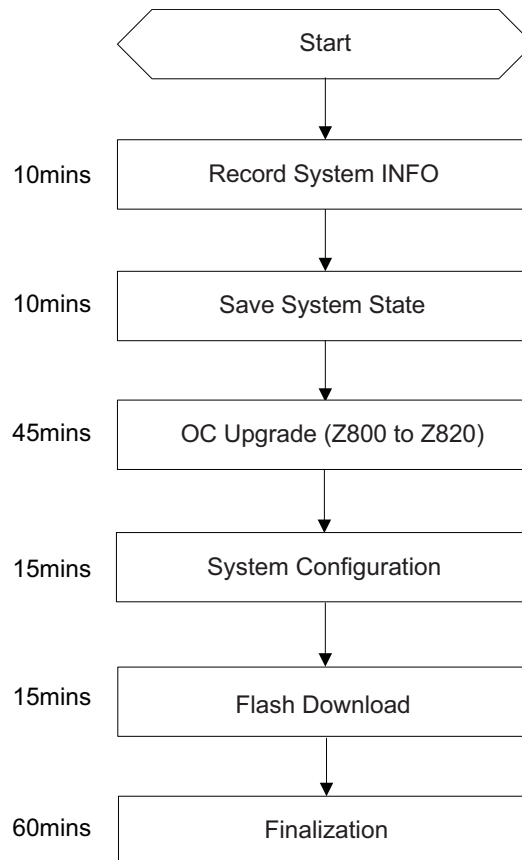 Start
10mins
Record System INFO
10mins
Save System State
45mins
OC Upgrade (Z800 to Z820)
15mins
System Configuration
15mins
Flash Download
60mins
Finalization